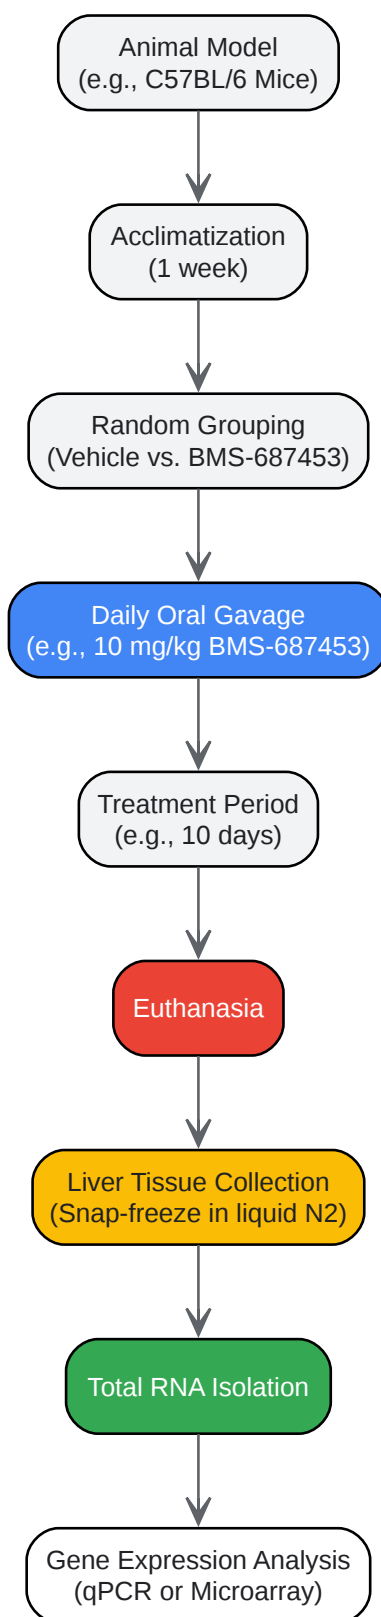 Animal Model
(e.g., C57BL/6 Mice)
Acclimatization
(1 week)
Random Grouping
(Vehicle vs. BMS-687453)
Daily Oral Gavage
(e.g., 10 mg/kg BMS-687453)
Treatment Period
(e.g., 10 days)
Euthanasia
Liver Tissue Collection
(Snap-freeze in liquid N2)
Total RNA Isolation
Gene Expression Analysis
(qPCR or Microarray)